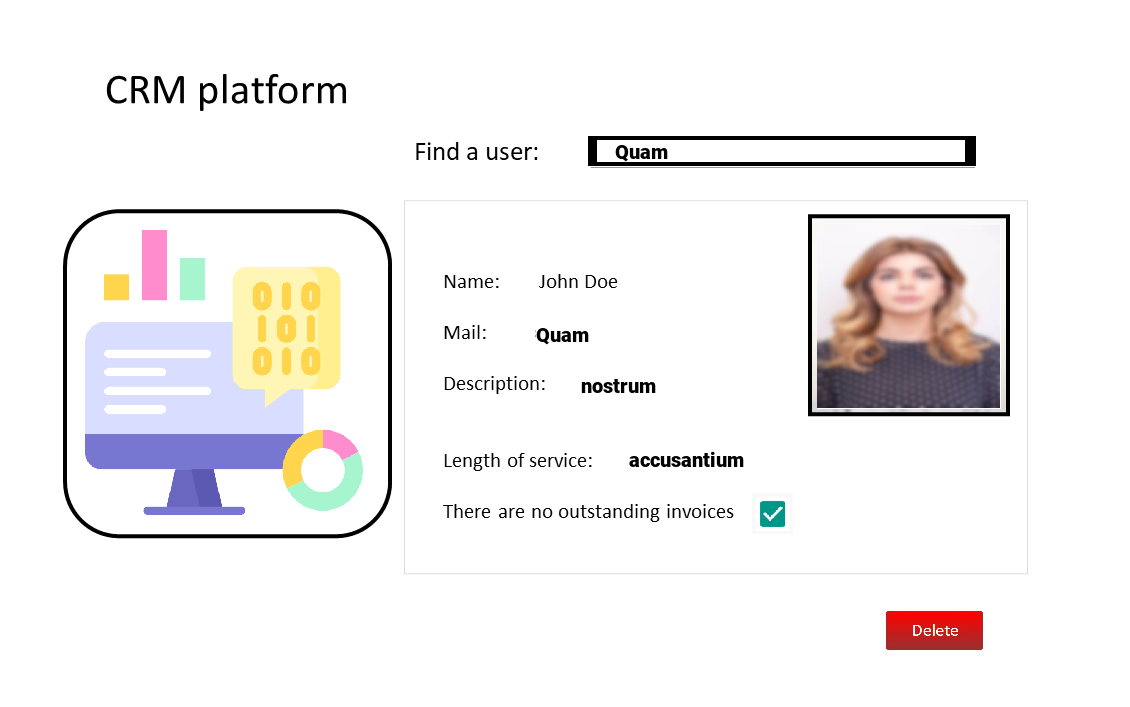 CRM platform
Find a user: Quam
010
101
010
Name: John Doe
Mail: Quam
Description: nostrum
Length of service: accusantium
There are no outstanding invoices
Delete